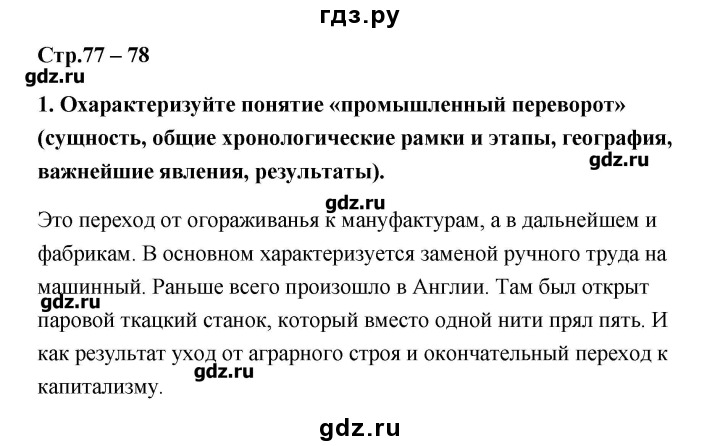 гдз.ру
Стр.77 – 78
gdz.ru
1. Охарактеризуйте понятие «промышленный переворот»
(сущность, общие хронологические рамки и этапы, география,
gdz.ru
важнейшие явления, результаты).
gdz.ru
Это переход от огораживанья к мануфактурам, а в дальнейшем и
фабрикам. В основном характеризуется заменой ручного труда на
машинный. Раньше всего произошло в Англии. Там был открыт
gdz.ru
паровой ткацкий станок, который вместо одной нити прял пять. И
как результат уход от аграрного строя и окончательный переход к
gdz.ru
капитализму.
gdz.ru